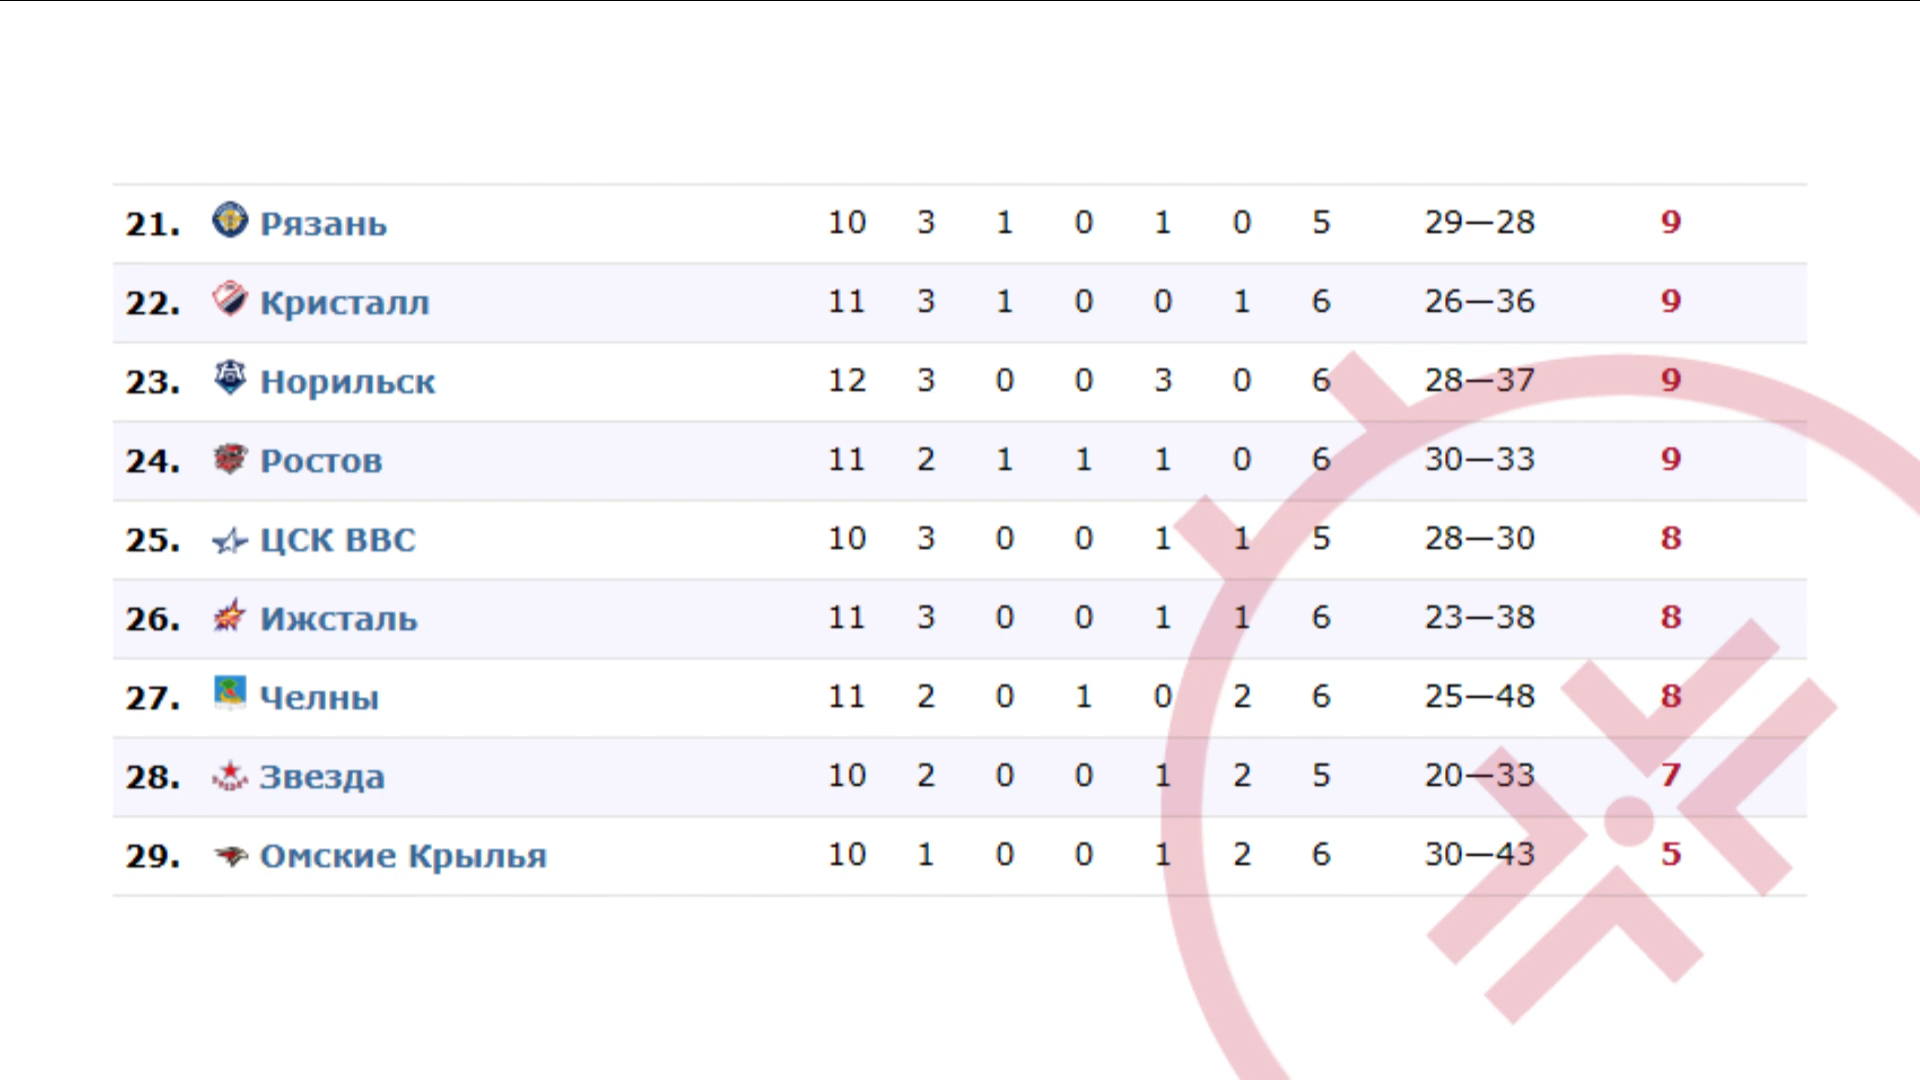 21. Рязань 10 3 1 0 1 0 5 29—28 9
22. Кристалл 11 3 1 0 0 1 6 26—36 9
23. Норильск 12 3 0 0 3 0 6 28—37 9
24. Ростов 11 2 1 1 1 0 6 30—33 9
25. ЦСК ВВС 10 3 0 0 1 1 5 28—30 8
26. Ижсталь 11 3 0 0 1 1 6 23—38 8
27. Челны 11 2 0 1 0 2 6 25—48 8
28. Звезда 10 2 0 0 1 2 5 20—33 7
29. Омские Крылья 10 1 0 0 1 2 6 30—43 5